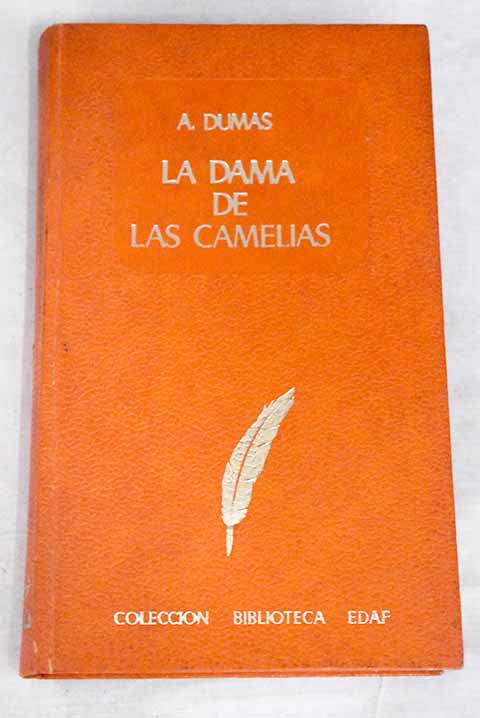 A. DUMAS
LA DAMA
DE
LAS CAMELIAS
COLECCION BIBLIOTECA EDAF